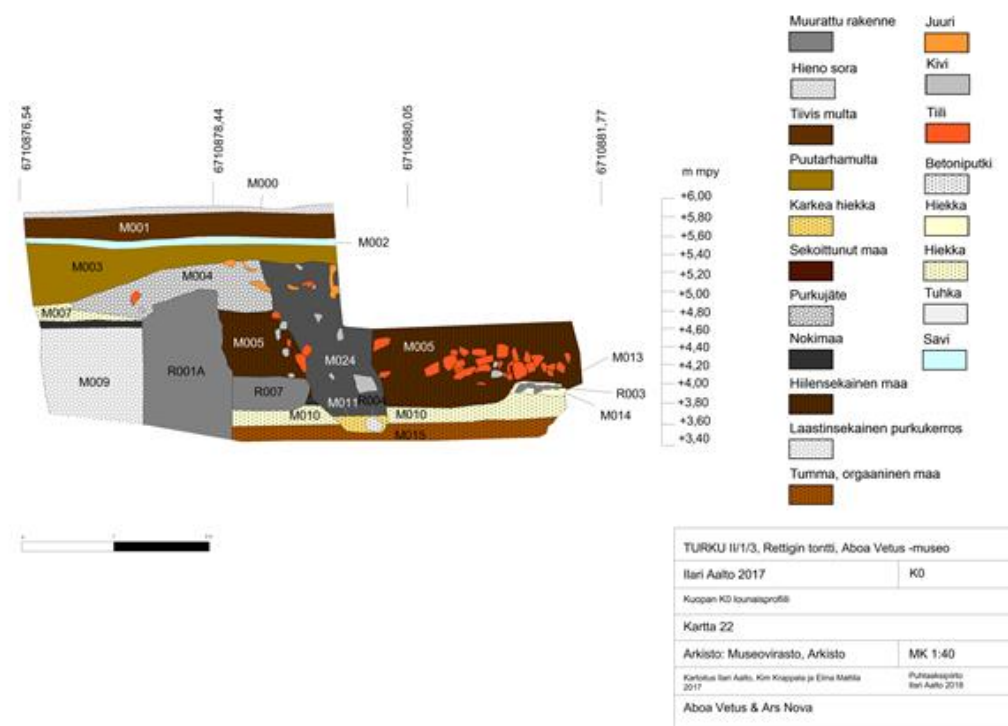 6710876,54
6710878,44
6710880,05
6710881,77
M000
M001
M002
M003
M004
M007
M005
M024
M005
M013
M009
R001A
R007
M011
R004
R003
M010
M010
M014
M015
m mpy
+6,00
+5,80
+5,60
+5,40
+5,20
+5,00
+4,80
+4,60
+4,40
+4,20
+4,00
+3,80
+3,60
+3,40
Muurattu rakenne
Hieno sora
Tiivis multa
Puutarhamulta
Karkea hiekka
Sekoittunut maa
Purkujäte
Nokimaa
Hiilensekainen maa
Laastinsekainen purkukerros
Tumma, orgaaninen maa
Juuri
Kivi
Tiili
Betoniputki
Hiekka
Hiekka
Tuhka
Savi
TURKU II/1/3, Rettigin tontti, Aboa Vetus -museo
Ilari Aalto 2017 K0
Kuopan K0 lounaisprofiili
Kartta 22
Arkisto: Museovirasto, Arkisto MK 1:40
Kartoitus Ilari Aalto, Kim Krappala ja Elina Mattila
2017
Puhtaaksipiirto
Ilari Aalto 2018
Aboa Vetus & Ars Nova